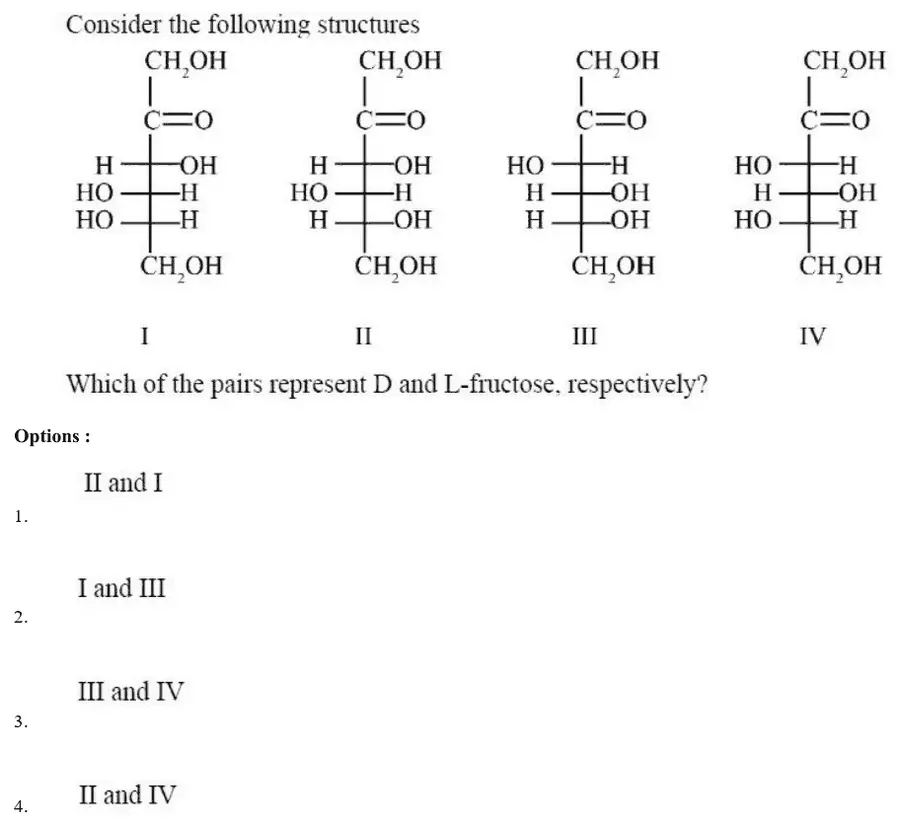 Consider the following structures
CH2OH CH2OH CH2OH CH2OH
C=O C=O C=O C=O
H OH H OH HO H HO H
HO H HO H H OH H OH
HO H H OH H OH HO H
CH2OH CH2OH CH2OH CH2OH
I II III IV
Which of the pairs represent D and L-fructose, respectively?
Options :
II and I
1.
I and III
2.
III and IV
3.
II and IV
4.